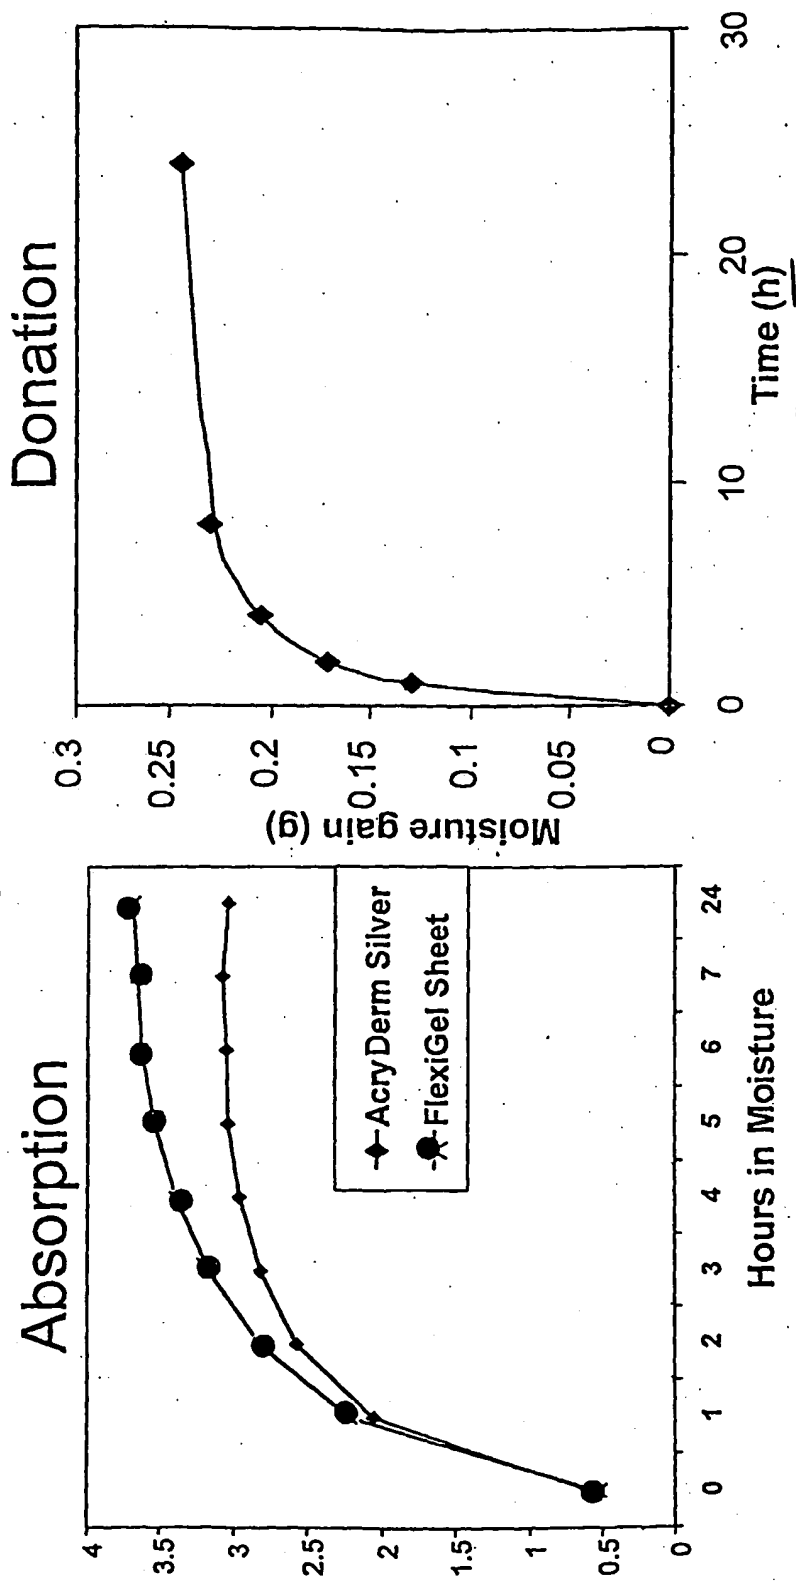 Absorption
4
3.5
3
2.5
2
1.5
1
0.5
0
0 1 2 3 4 5 6 7 24
Hours in Moisture
AcryDerm Silver
FlexiGel Sheet
Donation
Moisture gain (g)
0.3
0.25
0.2
0.15
0.1
0.05
0
0 10 20 30
Time (h)